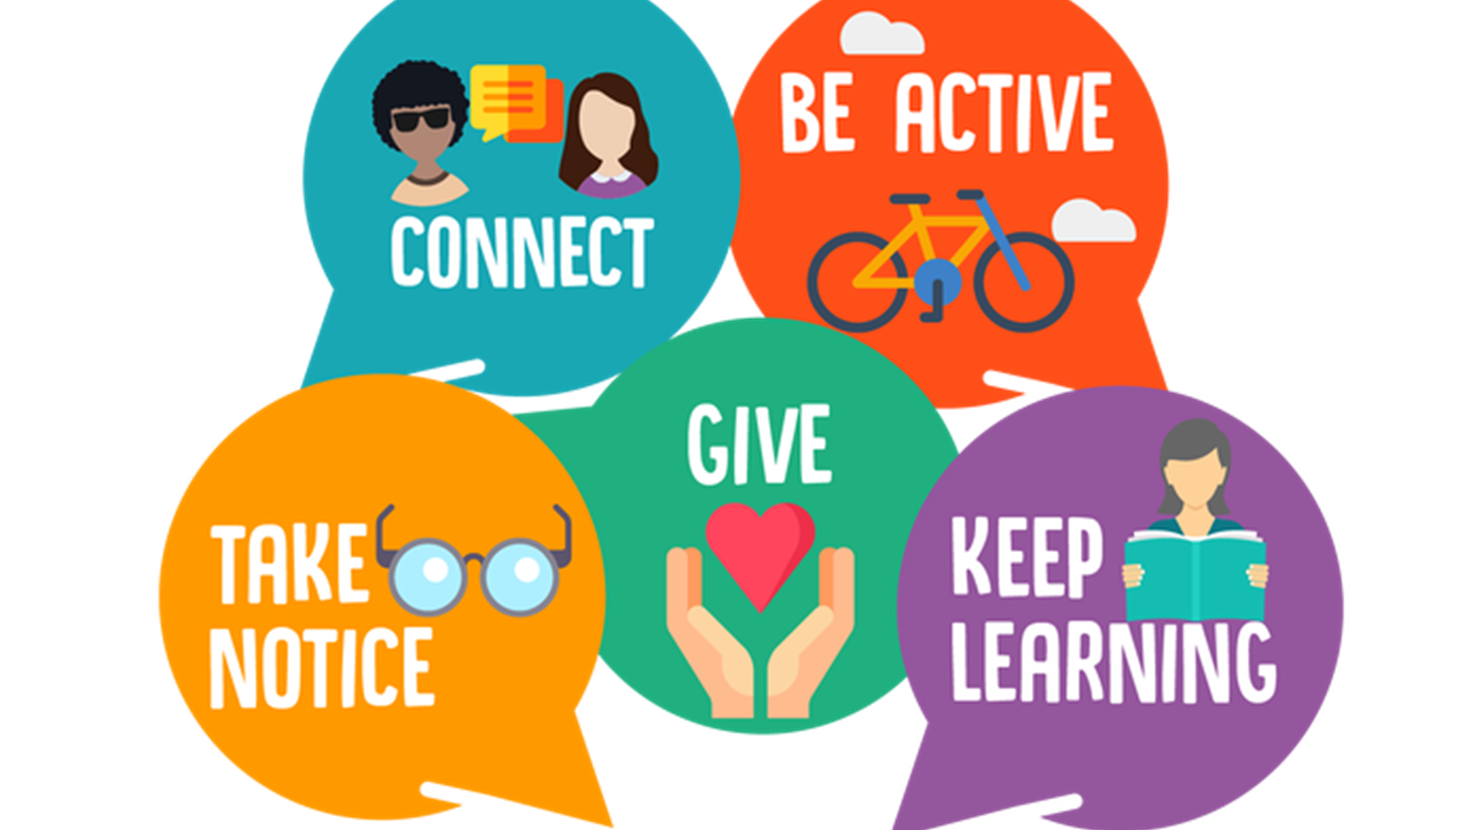 CONNECT
BE ACTIVE
TAKE
NOTICE
GIVE
KEEP
LEARNING